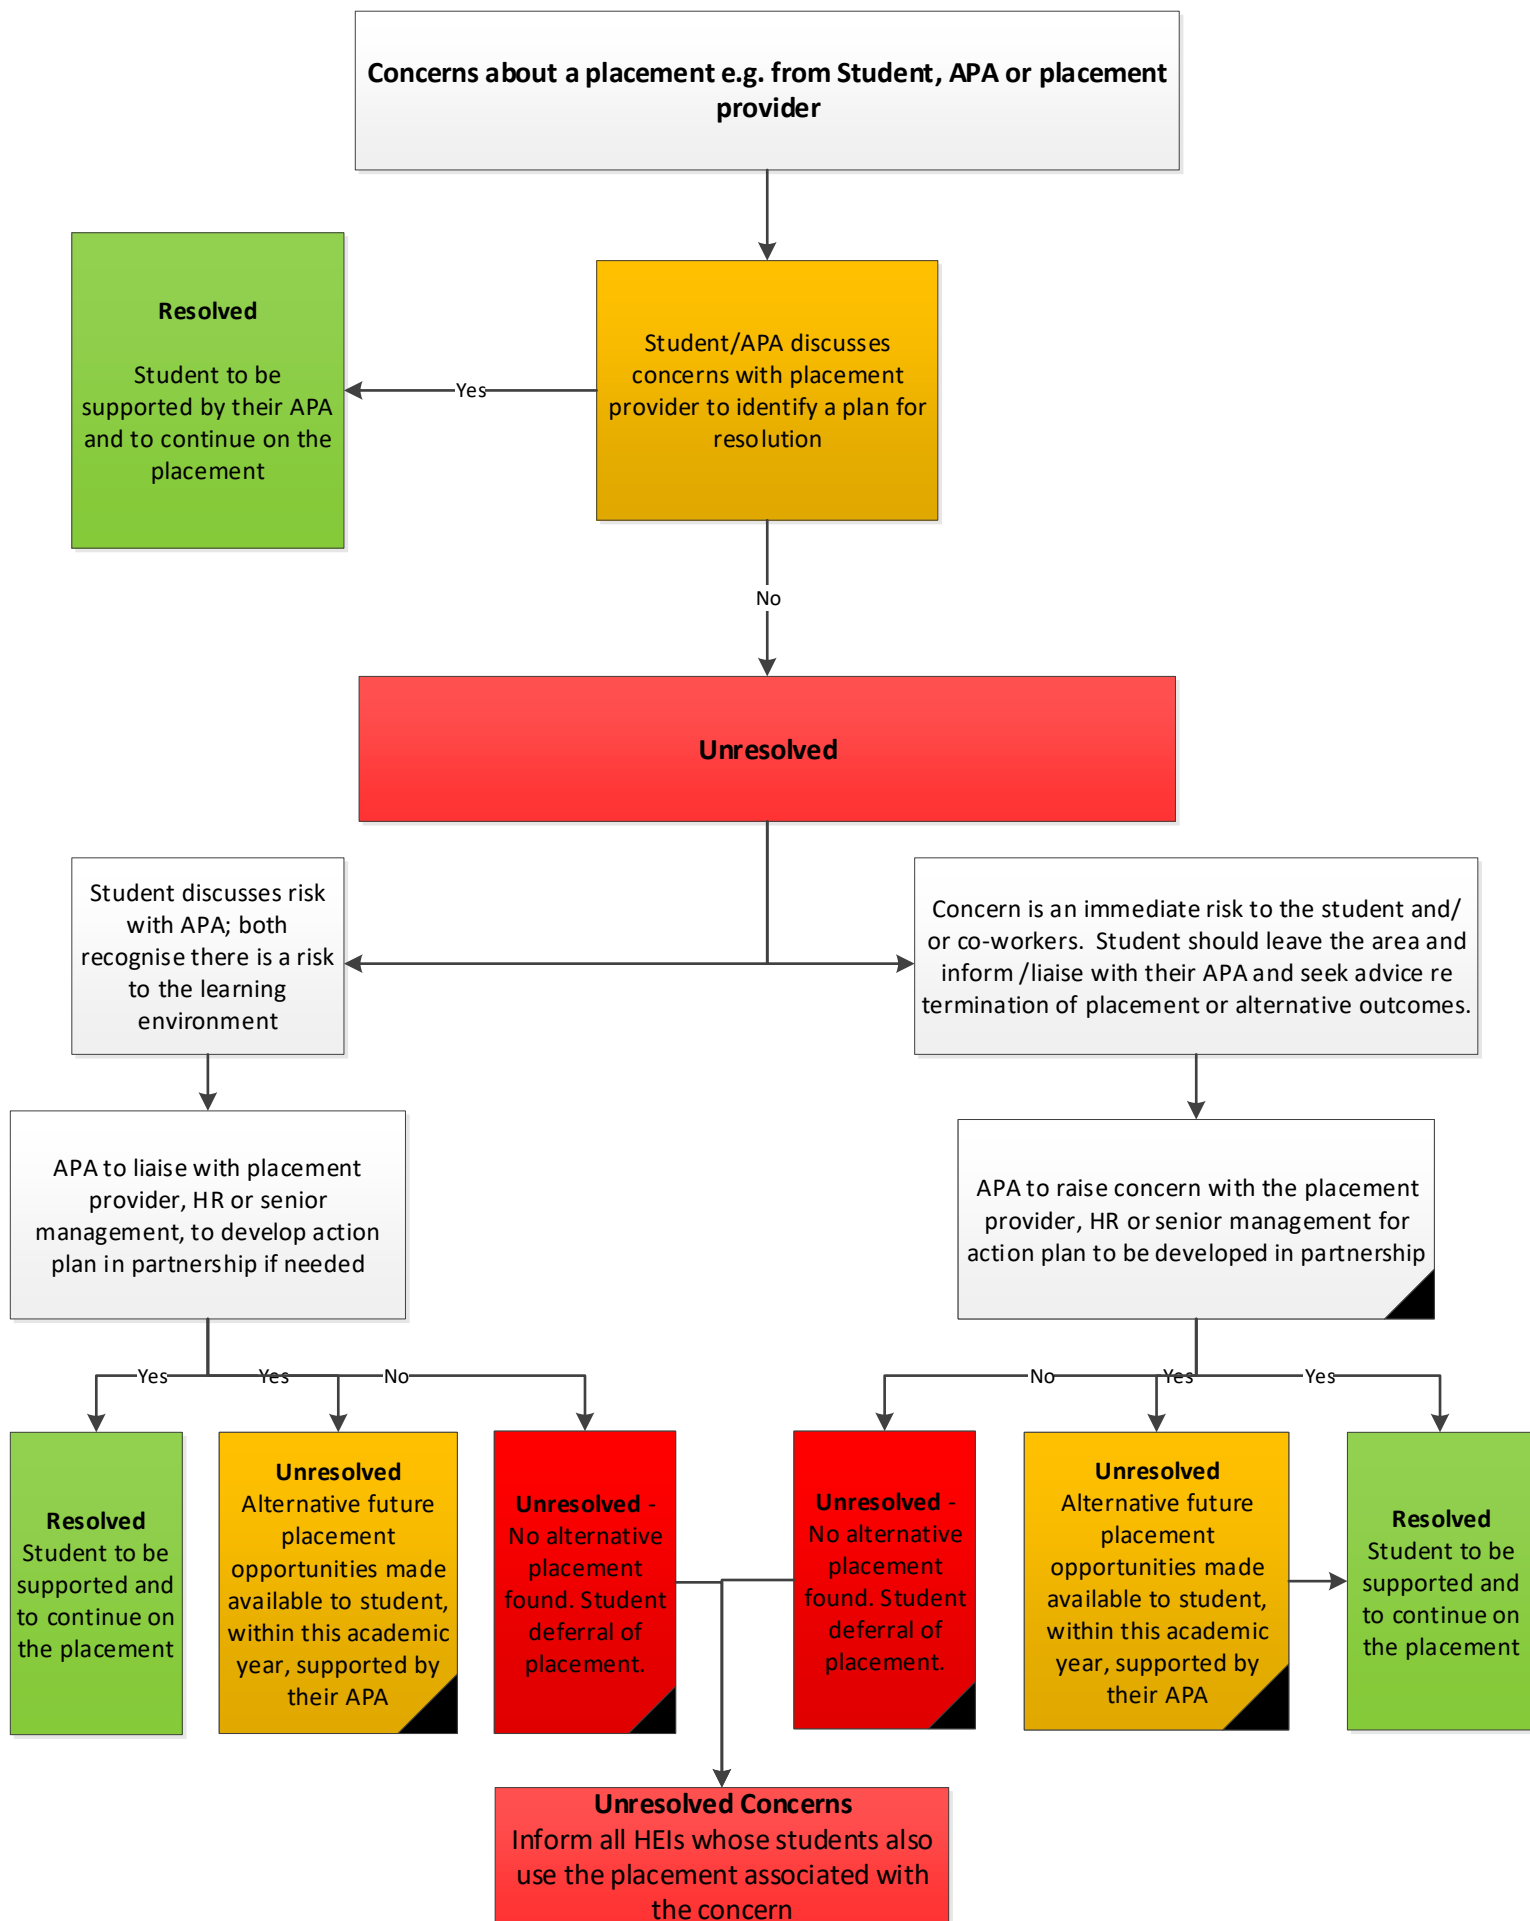 Concerns about a placement e.g. from Student, APA or placement
provider
Resolved
Student to be
supported by their APA
and to continue on the
placement
Yes
Student/APA discusses
concerns with placement
provider to identify a plan for
resolution
No
Unresolved
Student discusses risk
with APA; both
recognise there is a risk
to the learning
environment
Concern is an immediate risk to the student and/
or co-workers.  Student should leave the area and
inform /liaise with their APA and seek advice re
termination of placement or alternative outcomes.
APA to liaise with placement
provider, HR or senior
management, to develop action
plan in partnership if needed
APA to raise concern with the placement
provider, HR or senior management for
action plan to be developed in partnership
Yes
Yes
No
No
Yes
Yes
Resolved
Student to be
supported and
to continue on
the placement
Unresolved
Alternative future
placement
opportunities made
available to student,
within this academic
year, supported by
their APA
Unresolved -
No alternative
placement
found. Student
deferral of
placement.
Unresolved -
No alternative
placement
found. Student
deferral of
placement.
Unresolved
Alternative future
placement
opportunities made
available to student,
within this academic
year, supported by
their APA
Resolved
Student to be
supported and
to continue on
the placement
Unresolved Concerns
Inform all HEIs whose students also
use the placement associated with
the concern